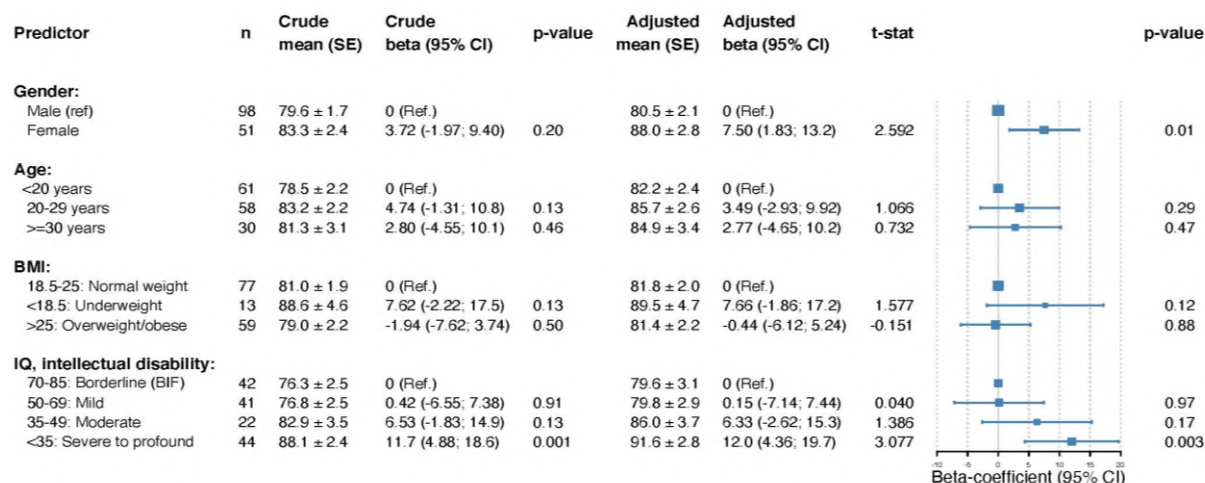 Predictor n Crude mean (SE) Crude beta (95% CI) p-value Adjusted mean (SE) Adjusted beta (95% CI) t-stat p-value
Gender:
Male (ref) 98 79.6 ± 1.7 0 (Ref.) 80.5 ± 2.1 0 (Ref.)
Female 51 83.3 ± 2.4 3.72 (-1.97; 9.40) 0.20 88.0 ± 2.8 7.50 (1.83; 13.2) 2.592 0.01
Age:
<20 years 61 78.5 ± 2.2 0 (Ref.) 82.2 ± 2.4 0 (Ref.)
20-29 years 58 83.2 ± 2.2 4.74 (-1.31; 10.8) 0.13 85.7 ± 2.6 3.49 (-2.93; 9.92) 1.066 0.29
>=30 years 30 81.3 ± 3.1 2.80 (-4.55; 10.1) 0.46 84.9 ± 3.4 2.77 (-4.65; 10.2) 0.732 0.47
BMI:
18.5-25: Normal weight 77 81.0 ± 1.9 0 (Ref.) 81.8 ± 2.0 0 (Ref.)
<18.5: Underweight 13 88.6 ± 4.6 7.62 (-2.22; 17.5) 0.13 89.5 ± 4.7 7.66 (-1.86; 17.2) 1.577 0.12
>25: Overweight/obese 59 79.0 ± 2.2 -1.94 (-7.62; 3.74) 0.50 81.4 ± 2.2 -0.44 (-6.12; 5.24) -0.151 0.88
IQ, intellectual disability:
70-85: Borderline (BIF) 42 76.3 ± 2.5 0 (Ref.) 79.6 ± 3.1 0 (Ref.)
50-69: Mild 41 76.8 ± 2.5 0.42 (-6.55; 7.38) 0.91 79.8 ± 2.9 0.15 (-7.14; 7.44) 0.040 0.97
35-49: Moderate 22 82.9 ± 3.5 6.53 (-1.83; 14.9) 0.13 86.0 ± 3.7 6.33 (-2.62; 15.3) 1.386 0.17
<35: Severe to profound 44 88.1 ± 2.4 11.7 (4.88; 18.6) 0.001 91.6 ± 2.8 12.0 (4.36; 19.7) 3.077 0.003
-10 -5 0 5 10 15 20
Beta-coefficient (95% CI)